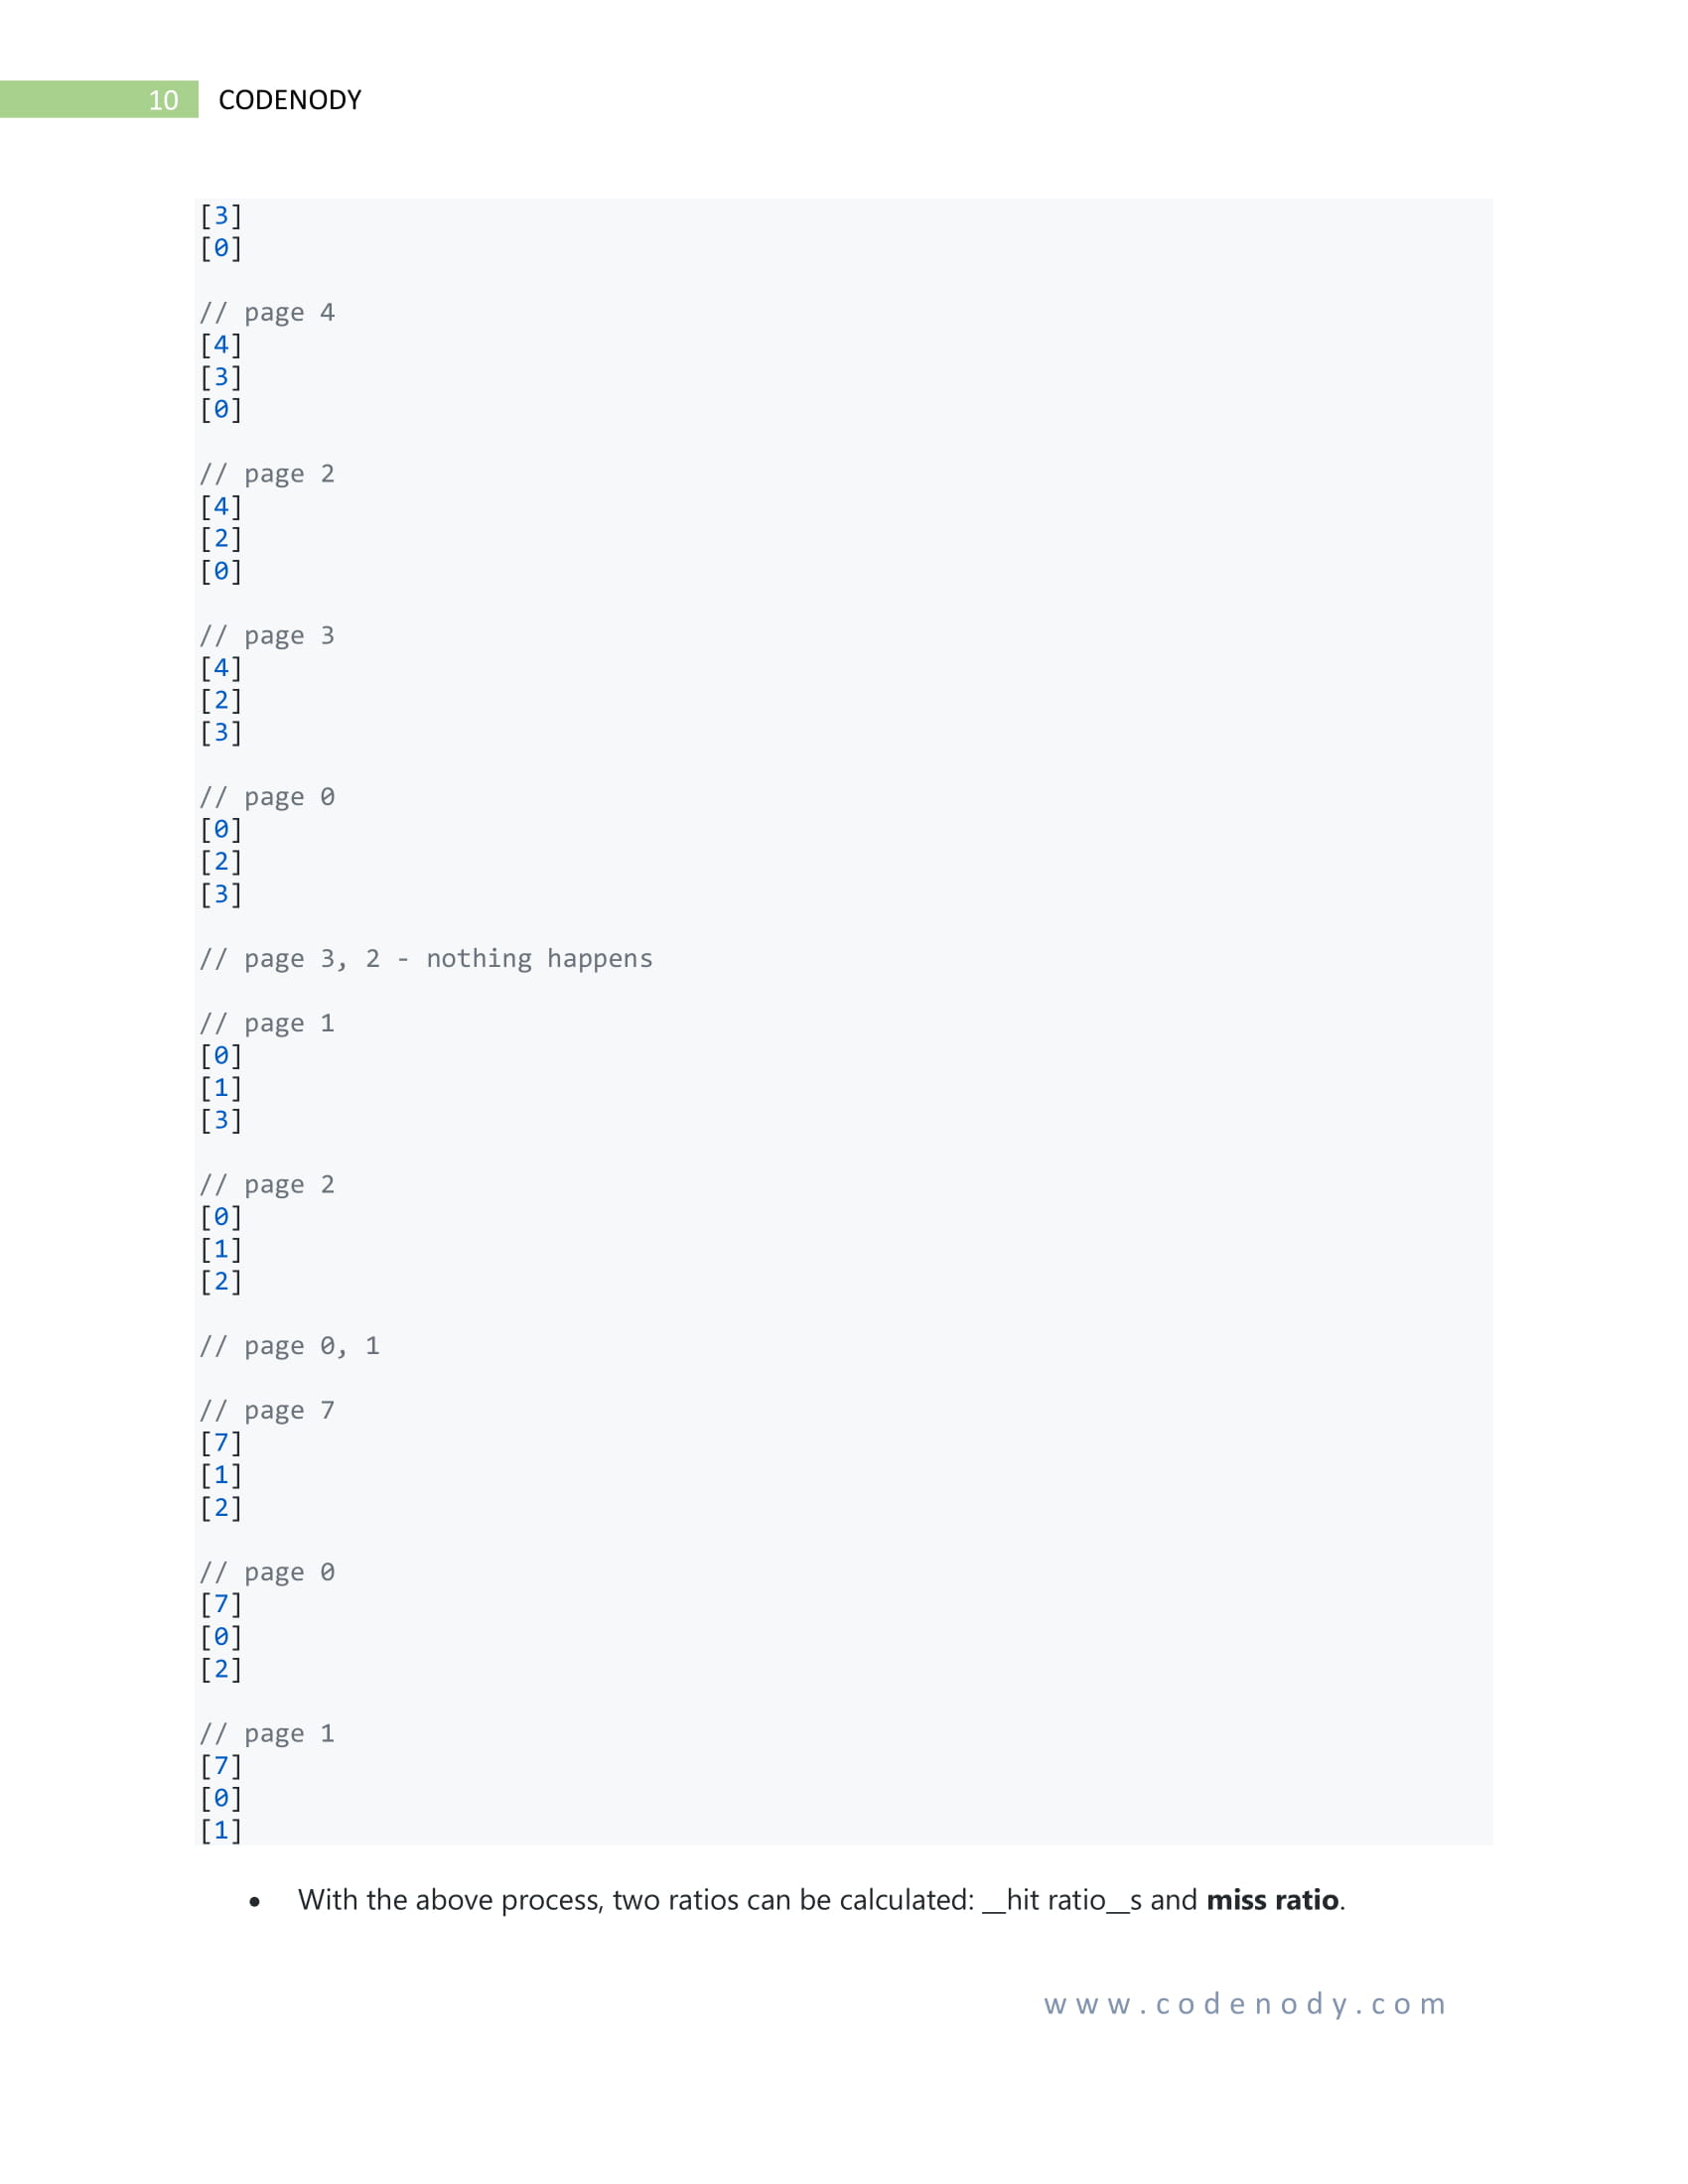 10 CODENODY
[3]
[0]
// page 4
[4]
[3]
[0]
// page 2
[4]
[2]
[0]
// page 3
[4]
[2]
[3]
// page 0
[0]
[2]
[3]
// page 3, 2 - nothing happens
// page 1
[0]
[1]
[3]
// page 2
[0]
[1]
[2]
// page 0, 1
// page 7
[7]
[1]
[2]
// page 0
[7]
[0]
[2]
// page 1
[7]
[0]
[1]
• With the above process, two ratios can be calculated: __hit ratio__s and miss ratio.
www.codenody.com